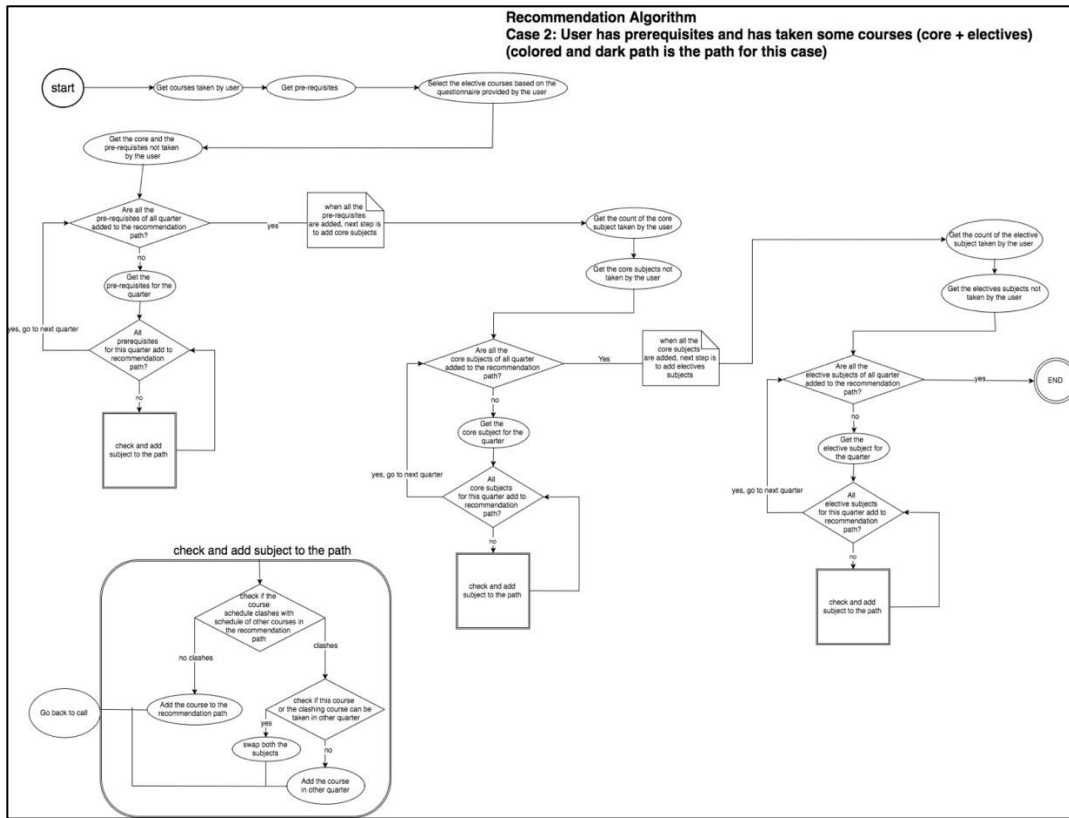 Recommendation Algorithm
Case 2: User has prerequisites and has taken some courses (core + electives)
(colored and dark path is the path for this case)
start
Get courses taken by user
Get pre-requisites
Select the elective courses based on the
questionnaire provided by the user
Get the core and the
pre-requisites not taken
by the user
Are all the
pre-requisites of all quarter
added to the recommendation
path?
yes
when all the
pre-requisites
are added, next step is
to add core subjects
no
Get the
pre-requisites for the
quarter
yes, go to next quarter
All
prerequisites
for this quarter add to
recommendation
path?
no
check and add
subject to the path
Get the count of the core
subject taken by the user
Get the core subjects not
taken by the user
Are all the
core subjects of all quarter
added to the recommendation
path?
Yes
when all the
core subjects
are added, next step is
to add electives
subjects
no
Get the
core subject for the
quarter
yes, go to next quarter
All
core subjects
for this quarter add to
recommendation
path?
no
check and add
subject to the path
Get the count of the elective
subject taken by the user
Get the electives subjects not
taken by the user
Are all the
elective subjects of all quarter
added to the recommendation
path?
yes
END
no
Get the
elective subject for
the quarter
yes, go to next quarter
All
elective subjects
for this quarter add to
recommendation
path?
no
check and add
subject to the path
check and add subject to the path
check if the
course
schedule clashes with
schedule of other courses in
the recommendation
path
no clashes
clashes
Go back to call
Add the course to the
recommendation path
check if this course
or the clashing course can be
taken in other quarter
yes
swap both the
subjects
no
Add the course
in other quarter